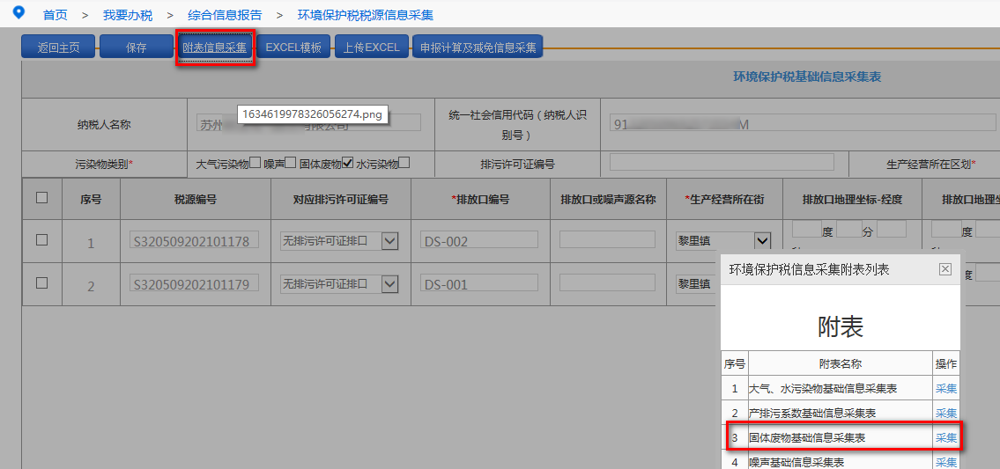 首页 > 我要办税 > 综合信息报告 > 环境保护税税源信息采集
返回主页 保存 附表信息采集 EXCEL模板 上传EXCEL 申报计算及减免信息采集
环境保护税基础信息采集表
1634619978326056274.png
纳税人名称 苏州 有限公司 统一社会信用代码（纳税人识
别号） 91 M
污染物类别* 大气污染物 噪声 固体废物 水污染物 排污许可证编号 生产经营所在区划*
序号 税源编号 对应排污许可证编号 *排放口编号 排放口或噪声源名称 *生产经营所在街 排放口地理坐标-经度 排放口地理坐
1 S320509202101178 无排污许可证排口 DS-002 黎里镇 度 分 度
2 S320509202101179 无排污许可证排口 DS-001 黎里镇 度
环境保护税信息采集附表列表
附表
序号 附表名称 操作
1 大气、水污染物基础信息采集表 采集
2 产排污系数基础信息采集表 采集
3 固体废物基础信息采集表 采集
4 噪声基础信息采集表 采集